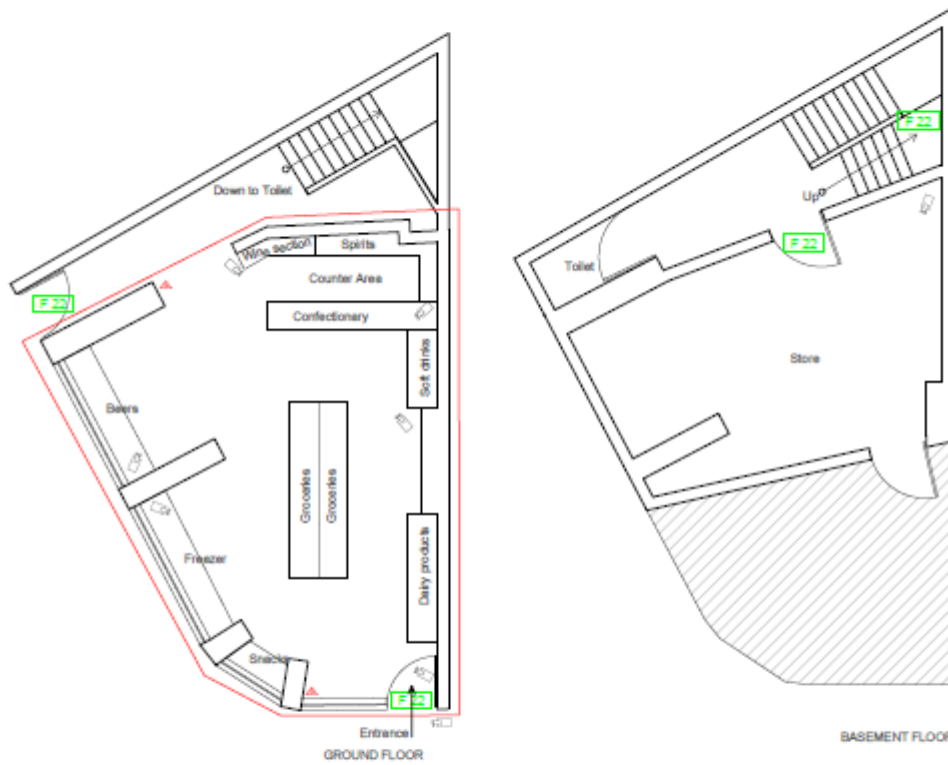 Down to Toilet
Wine section
Spirits
Counter Area
F 22
Confectionary
Soft drinks
Beers
Groceries
Groceries
Freezer
Dairy products
Snacks
F 22
Entrance
GROUND FLOOR
F 22
Up
F 22
Toilet
Store
BASEMENT FLOOR